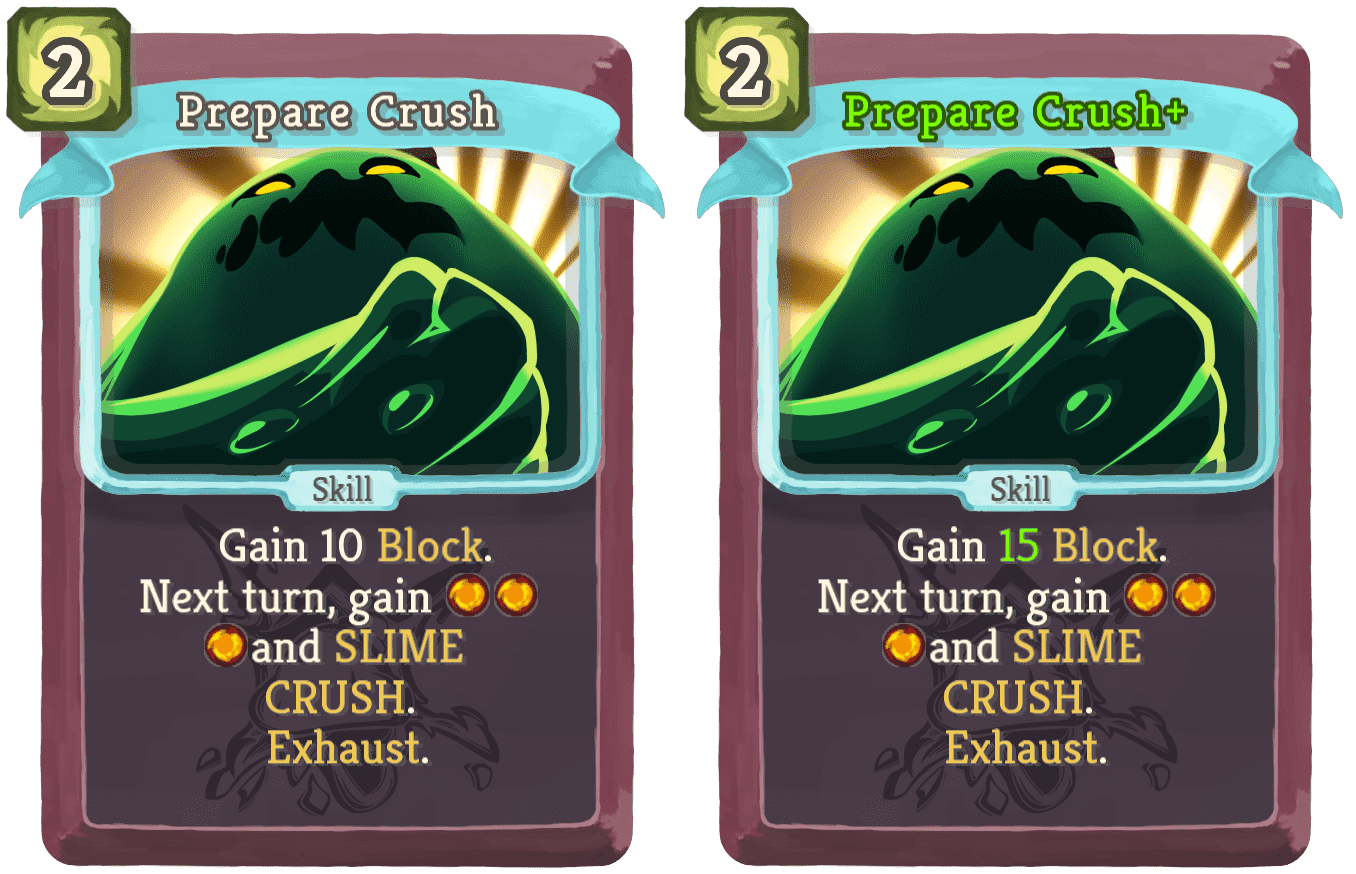 2
Prepare Crush
Skill
Gain 10 Block.
Next turn, gain
and SLIME
CRUSH.
Exhaust.
2
Prepare Crush+
Skill
Gain 15 Block.
Next turn, gain
and SLIME
CRUSH.
Exhaust.